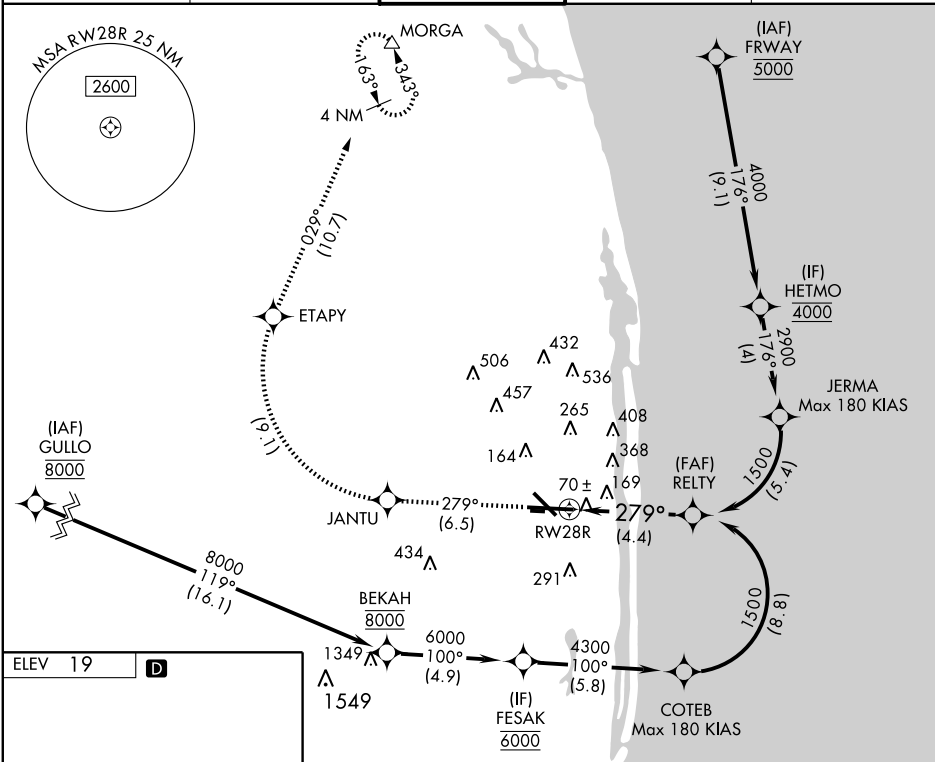 MSA RW28R 25 NM
2600
MORGA
163°
343°
4 NM
(IAF)
FRWAY
5000
4000
176°
(9.1)
029°
(10.7)
(IF)
HETMO
4000
ETAPY
2900
176°
(4)
432
506
536
457
JERMA
Max 180 KIAS
265
408
(9.1)
164
368
(IAF)
GULLO
8000
(FAF)
RELTY
1500
(5.4)
70 ±
169
JANTU
279°
(6.5)
RW28R
279°
(4.4)
434
291
8000
119°
(16.1)
BEKAH
8000
1500
(8.8)
6000
100°
(4.9)
4300
100°
(5.8)
1349
ELEV 19 D
1549
(IF)
FESAK
6000
COTEB
Max 180 KIAS